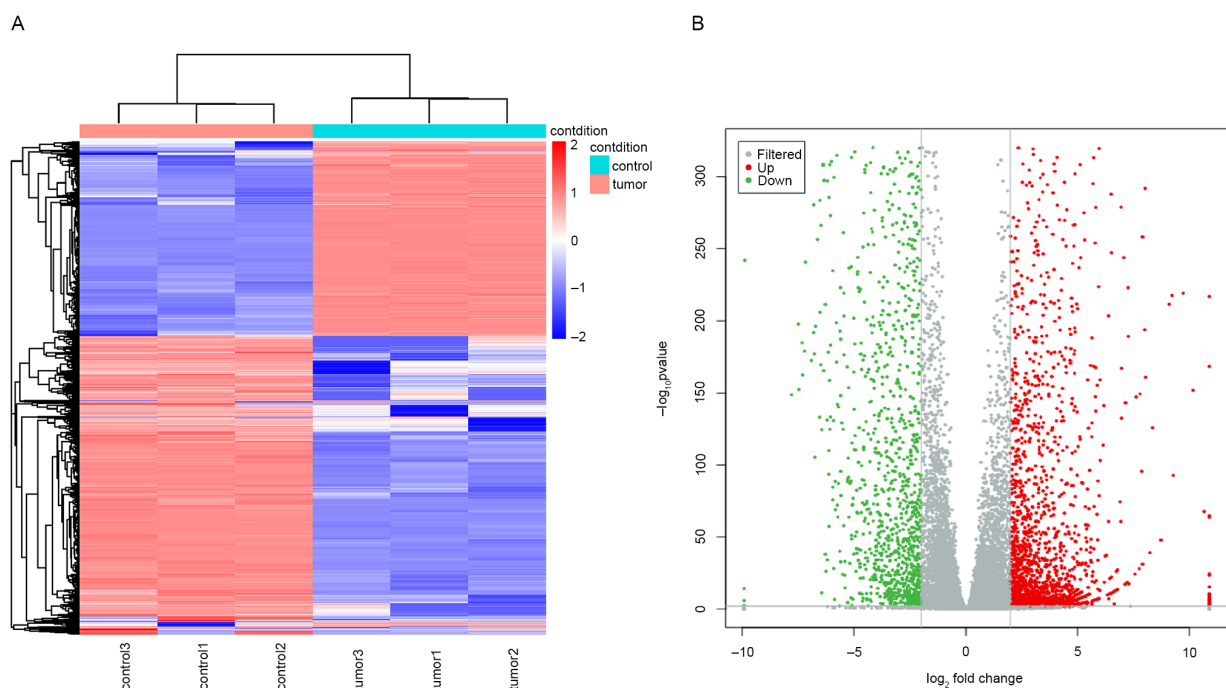 A
contdition
2
1
0
−1
−2
contdition
control
tumor
control3
control1
control2
tumor3
tumor1
tumor2
B
Filtered
Up
Down
300
250
200
150
100
50
0
−log10pvalue
−10
−5
0
5
10
log2 fold change